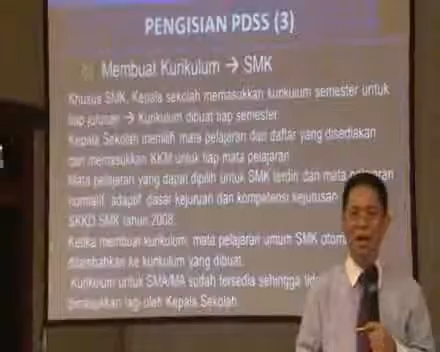 PENGISIAN PDSS (3)
Membuat Kurikulum → SMK
Khusus SMK, Kepala sekolah memasukkan kurikulum semester untuk
tiap jurusan → Kurikulum dibuat tiap semester
Kepala Sekolah memilih mata pelajaran dari daftar yang disediakan
dan memasukkan KKM untuk tiap mata pelajaran
Mata pelajaran yang dapat dipilih untuk SMK terdiri dari mata pelajaran
normatif, adaptif, dasar kejuruan dan kompetensi kejuruan
SKKD SMK tahun 2008.
Ketika membuat kurikulum, mata pelajaran umum SMK
ditambahkan ke kurikulum yang dibuat.
Kurikulum untuk SMA/MA sudah tersedia sehingga
dimasukkan lagi oleh Kepala Sekolah